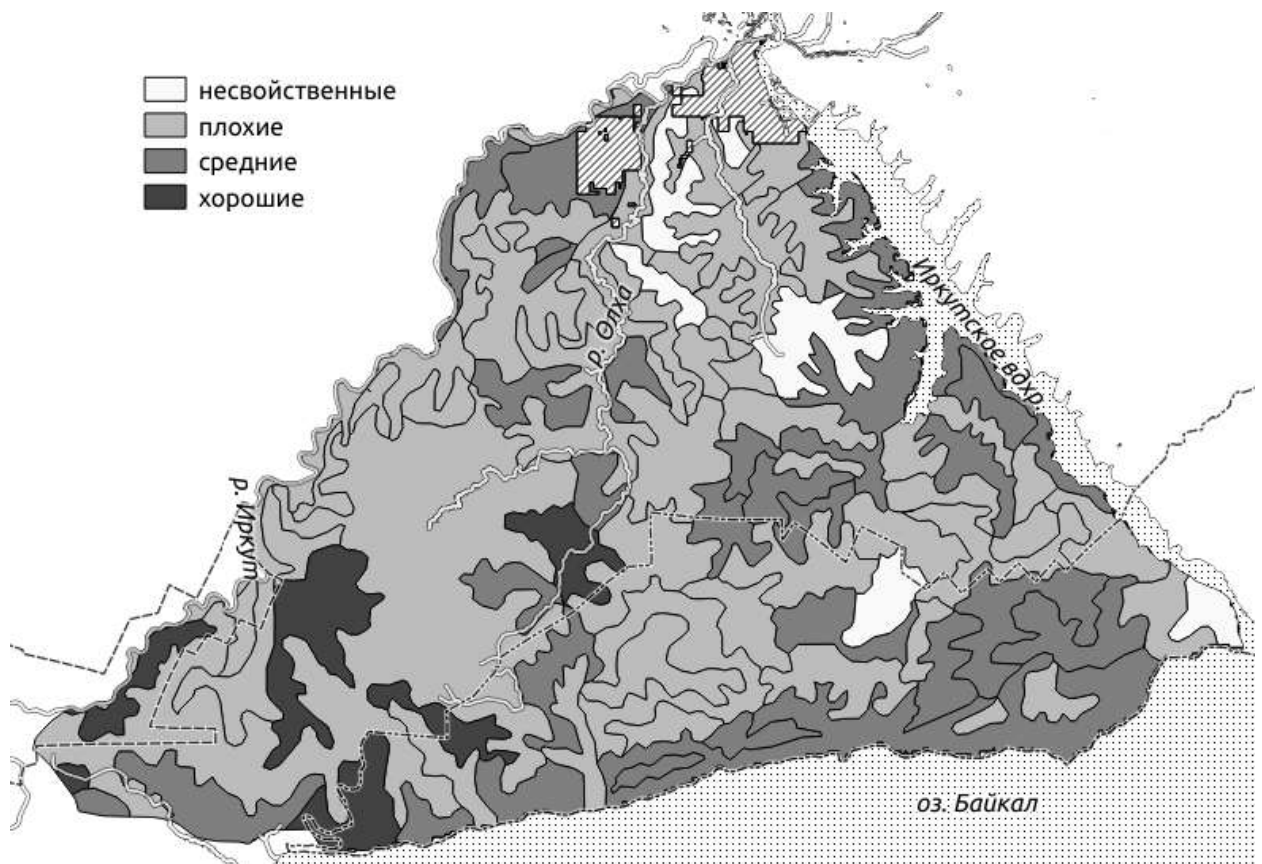 несвойственные
плохие
средние
хорошие
р. Олха
Иркутское вдхр.
р. Иркут
оз. Байкал